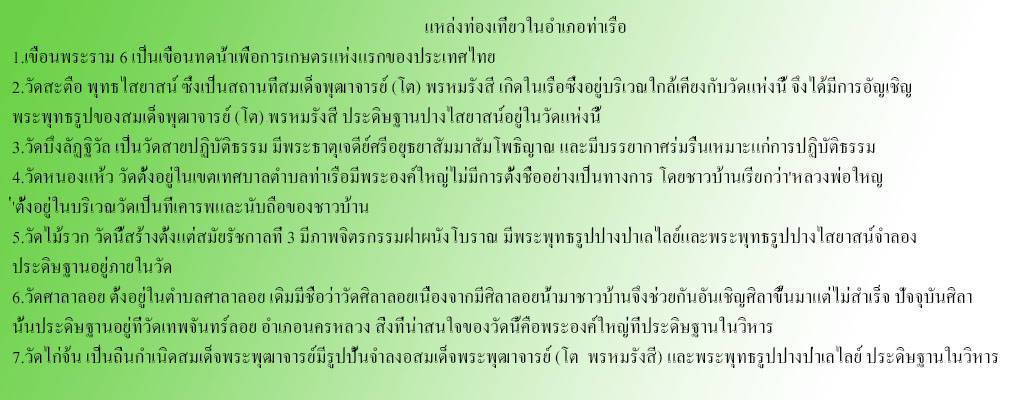 แหล่งท่องเที่ยวในอำเภอท่าเรือ
1.เขื่อนพระราม 6 เป็นเขื่อนทดน้ำเพื่อการเกษตรแห่งแรกของประเทศไทย
2.วัดสะตือ พุทธไสยาสน์ ซึ่งเป็นสถานที่สมเด็จพุฒาจารย์ (โต) พรหมรังสี เกิดในเรือซึ่งอยู่บริเวณใกล้เคียงกับวัดแห่งนี้ จึงได้มีการอัญเชิญ
พระพุทธรูปของสมเด็จพุฒาจารย์ (โต) พรหมรังสี ประดิษฐานปางไสยาสน์อยู่ในวัดแห่งนี้
3.วัดบึงลัฏฐิวัล เป็นวัดสายปฏิบัติธรรม มีพระธาตุเจดีย์ศรีอยุธยาสัมมาสัมโพธิญาณ และมีบรรยากาศร่มรื่นเหมาะแก่การปฏิบัติธรรม
4.วัดหนองแห้ว วัดตั้งอยู่ในเขตเทศบาลตำบลท่าเรือมีพระองค์ใหญ่ไม่มีการตั้งชื่ออย่างเป็นทางการ โดยชาวบ้านเรียกว่า'หลวงพ่อใหญ
่'ตั้งอยู่ในบริเวณวัดเป็นที่เคารพและนับถือของชาวบ้าน
5.วัดไม้รวก วัดนี้สร้างตั้งแต่สมัยรัชกาลที่ 3 มีภาพจิตรกรรมฝาผนังโบราณ มีพระพุทธรูปปางปาเลไลย์และพระพุทธรูปปางไสยาสน์จำลอง
ประดิษฐานอยู่ภายในวัด
6.วัดศาลาลอย ตั้งอยู่ในตำบลศาลาลอย เดิมมีชื่อว่าวัดศิลาลอยเนื่องจากมีศิลาลอยน้ำมาชาวบ้านจึงช่วยกันอันเชิญศิลาขึ้นมาแต่ไม่สำเร็จ ปัจจุบันศิลา
นั้นประดิษฐานอยู่ที่วัดเทพจันทร์ลอย อำเภอนครหลวง สิ่งที่น่าสนใจของวัดนี้คือพระองค์ใหญ่ที่ประดิษฐานในวิหาร
7.วัดไก่จ้น เป็นถิ่นกำเนิดสมเด็จพระพุฒาจารย์มีรูปปั้นจำลงอสมเด็จพระพุฒาจารย์ (โต พรหมรังสี) และพระพุทธรูปปางป่าเลไลย์ ประดิษฐานในวิหาร